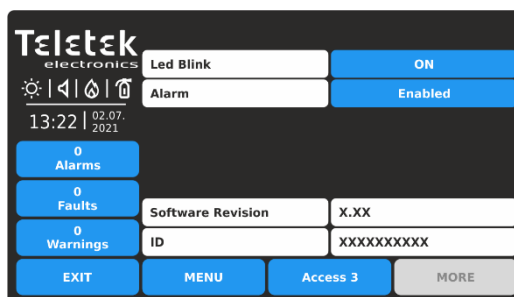 Teletek
electronics
Led Blink ON
Alarm Enabled
13:22 02.07.
2021
0
Alarms
0
Faults
0
Warnings
Software Revision X.XX
ID XXXXXXXXXX
EXIT MENU Access 3 MORE